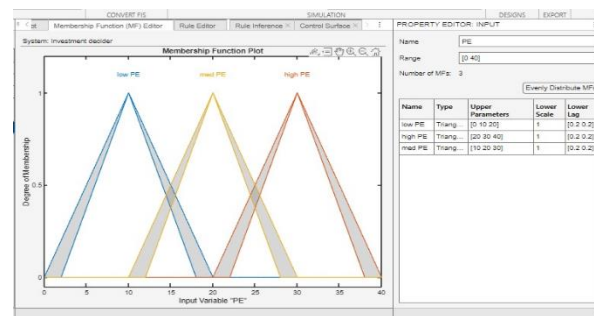 CONVERT FIS
SIMULATION
DESIGNS
EXPORT
Membership Function (MF) Editor
Rule Editor
Rule Inference
Control Surface
System: Investment decider
Membership Function Plot
low PE
med PE
high PE
1
0.5
0
Degree of Membership
0 5 10 15 20 25 30 35 40
Input Variable "PE"
PROPERTY EDITOR: INPUT
Name PE
Range [0 40]
Number of MFs: 3
Evenly Distribute MFs
Name Type Upper Parameters Lower Scale Lower Lag
low PE Triang... [0 10 20] 1 [0.2 0.2]
high PE Triang... [20 30 40] 1 [0.2 0.2]
med PE Triang... [10 20 30] 1 [0.2 0.2]